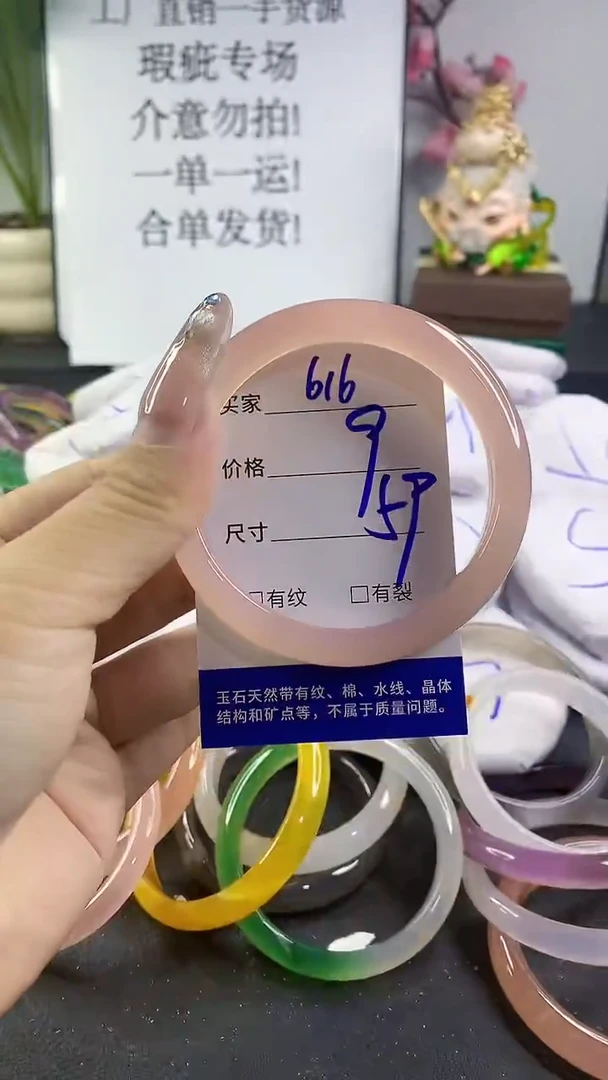 工厂直销一手货源
瑕疵专场
介意勿拍!
一单一运!
合单发货!
买家 616
价格 9
尺寸 59
□有纹 □有裂
玉石天然带有纹、棉、水线、晶体
结构和矿点等，不属于质量问题。